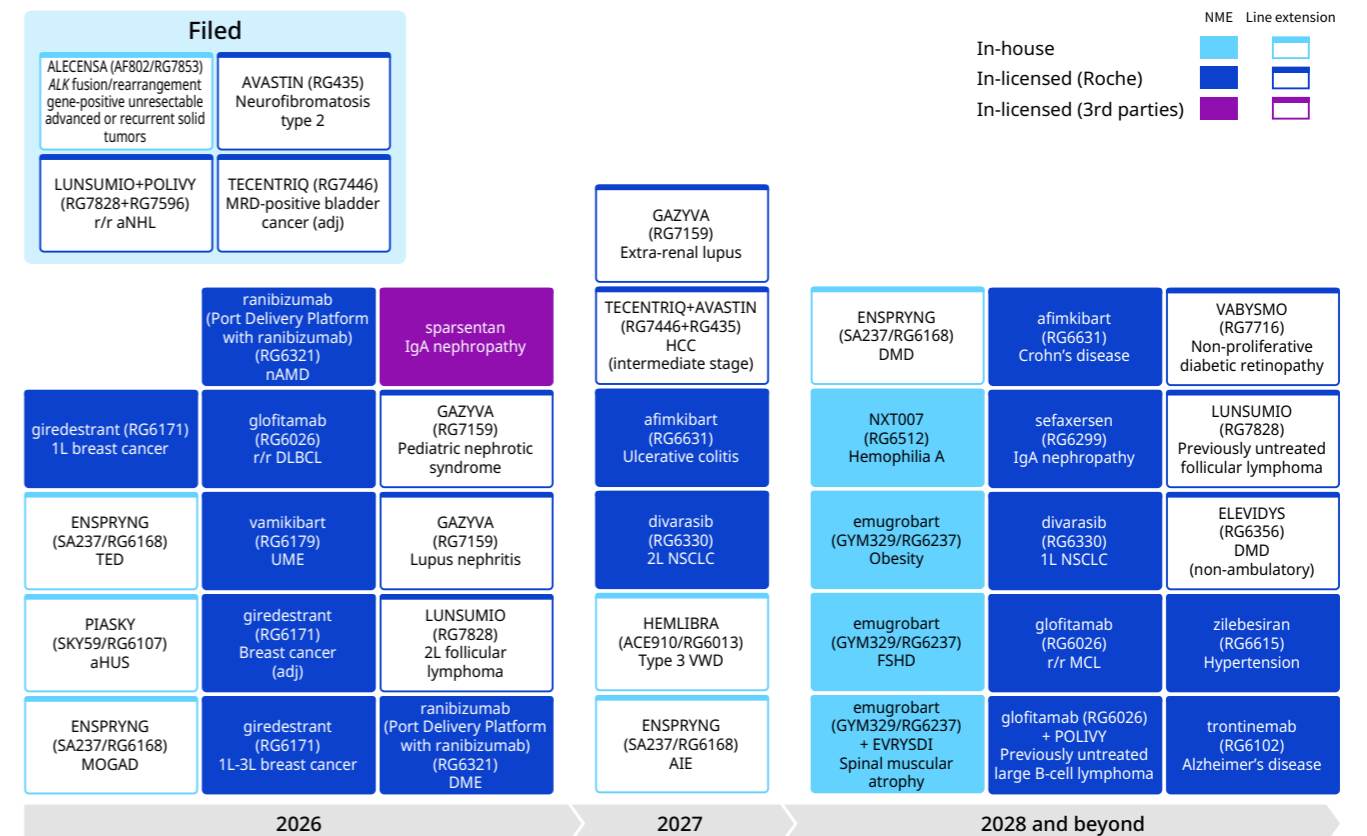 Filed
ALECENSA (AF802/RG7853)
ALK fusion/rearrangement
gene-positive unresectable
advanced or recurrent solid
tumors
AVASTIN (RG435)
Neurofibromatosis
type 2
LUNSUMIO+POLIVY
(RG7828+RG7596)
r/r aNHL
TECENTRIQ (RG7446)
MRD-positive bladder
cancer (adj)
NME Line extension
In-house
In-licensed (Roche)
In-licensed (3rd parties)
giredestrant (RG6171)
1L breast cancer
ENSPRYNG
(SA237/RG6168)
TED
PIASKY
(SKY59/RG6107)
aHUS
ENSPRYNG
(SA237/RG6168)
MOGAD
ranibizumab
(Port Delivery Platform
with ranibizumab)
(RG6321)
nAMD
glofitamab
(RG6026)
r/r DLBCL
vamikibart
(RG6179)
UME
giredestrant
(RG6171)
Breast cancer
(adj)
giredestrant
(RG6171)
1L-3L breast cancer
sparsentan
IgA nephropathy
GAZYVA
(RG7159)
Pediatric nephrotic
syndrome
GAZYVA
(RG7159)
Lupus nephritis
LUNSUMIO
(RG7828)
2L follicular
lymphoma
ranibizumab
(Port Delivery Platform
with ranibizumab)
(RG6321)
DME
GAZYVA
(RG7159)
Extra-renal lupus
TECENTRIQ+AVASTIN
(RG7446+RG435)
HCC
(intermediate stage)
afimkibart
(RG6631)
Ulcerative colitis
divarasib
(RG6330)
2L NSCLC
HEMLIBRA
(ACE910/RG6013)
Type 3 VWD
ENSPRYNG
(SA237/RG6168)
AIE
ENSPRYNG
(SA237/RG6168)
DMD
NXT007
(RG6512)
Hemophilia A
emugrobart
(GYM329/RG6237)
Obesity
emugrobart
(GYM329/RG6237)
FSHD
emugrobart
(GYM329/RG6237)
+ EVRYSDI
Spinal muscular
atrophy
afimkibart
(RG6631)
Crohn's disease
sefaxersen
(RG6299)
IgA nephropathy
divarasib
(RG6330)
1L NSCLC
glofitamab
(RG6026)
r/r MCL
glofitamab (RG6026)
+ POLIVY
Previously untreated
large B-cell lymphoma
VABYSMO
(RG7716)
Non-proliferative
diabetic retinopathy
LUNSUMIO
(RG7828)
Previously untreated
follicular lymphoma
ELEVIDYS
(RG6356)
DMD
(non-ambulatory)
zilebesiran
(RG6615)
Hypertension
trontinemab
(RG6102)
Alzheimer's disease
2026
2027
2028 and beyond